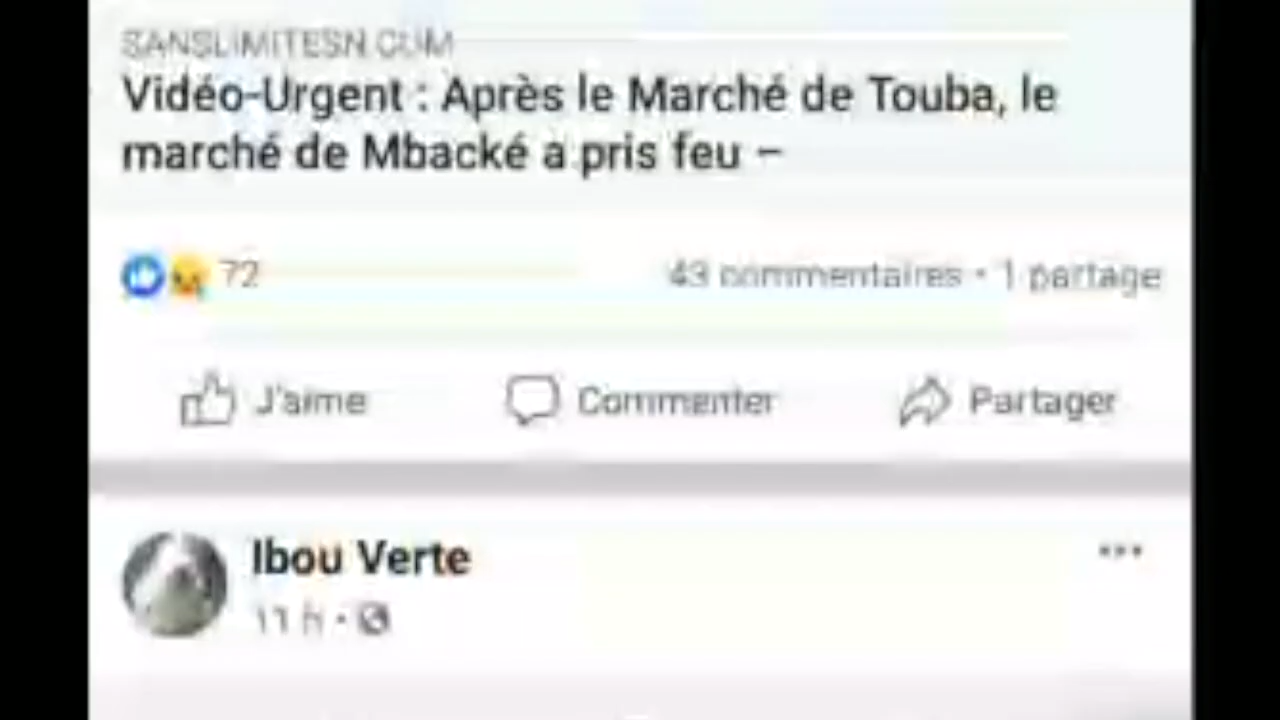 SANSLIMITESN.COM
Vidéo-Urgent : Après le Marché de Touba, le
marché de Mbacké a pris feu –
72
43 commentaires • 1 partage
J'aime
Commenter
Partager
Ibou Verte
11 h •